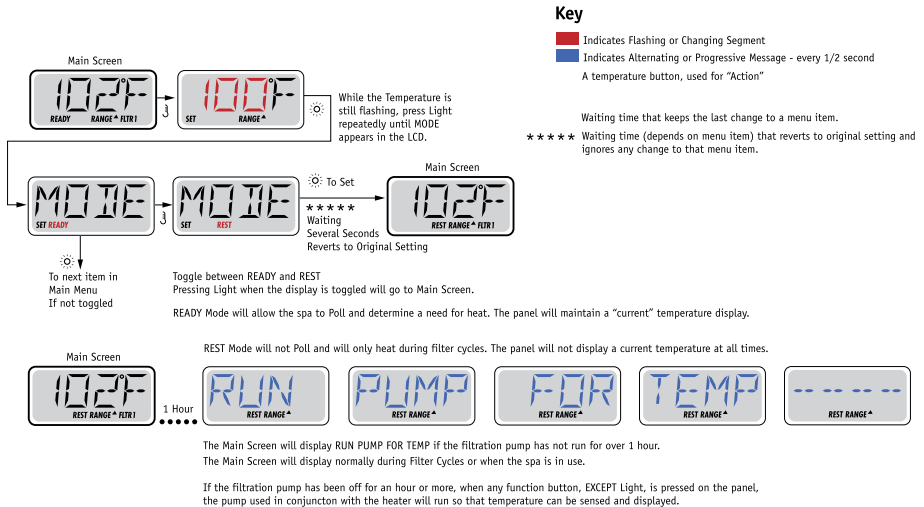 Key
Indicates Flashing or Changing Segment
Indicates Alternating or Progressive Message - every 1/2 second
A temperature button, used for “Action”
Waiting time that keeps the last change to a menu item.
***** Waiting time (depends on menu item) that reverts to original setting and
ignores any change to that menu item.
Main Screen
102°F
READY RANGE FLTR1
100°F
SET RANGE
While the Temperature is
still flashing, press Light
repeatedly until MODE
appears in the LCD.
MODE
SET READY
MODE
SET REST
To Set
*****
Waiting
Several Seconds
Reverts to Original Setting
Main Screen
102°F
REST RANGE FLTR1
To next item in
Main Menu
If not toggled
Toggle between READY and REST
Pressing Light when the display is toggled will go to Main Screen.
READY Mode will allow the spa to Poll and determine a need for heat. The panel will maintain a “current” temperature display.
REST Mode will not Poll and will only heat during filter cycles. The panel will not display a current temperature at all times.
Main Screen
102°F
REST RANGE FLTR1
1 Hour
RUN
REST RANGE
PUMP
REST RANGE
FOR
REST RANGE
TEMP
REST RANGE
----
REST RANGE
The Main Screen will display RUN PUMP FOR TEMP if the filtration pump has not run for over 1 hour.
The Main Screen will display normally during Filter Cycles or when the spa is in use.
If the filtration pump has been off for an hour or more, when any function button, EXCEPT Light, is pressed on the panel,
the pump used in conjuncton with the heater will run so that temperature can be sensed and displayed.